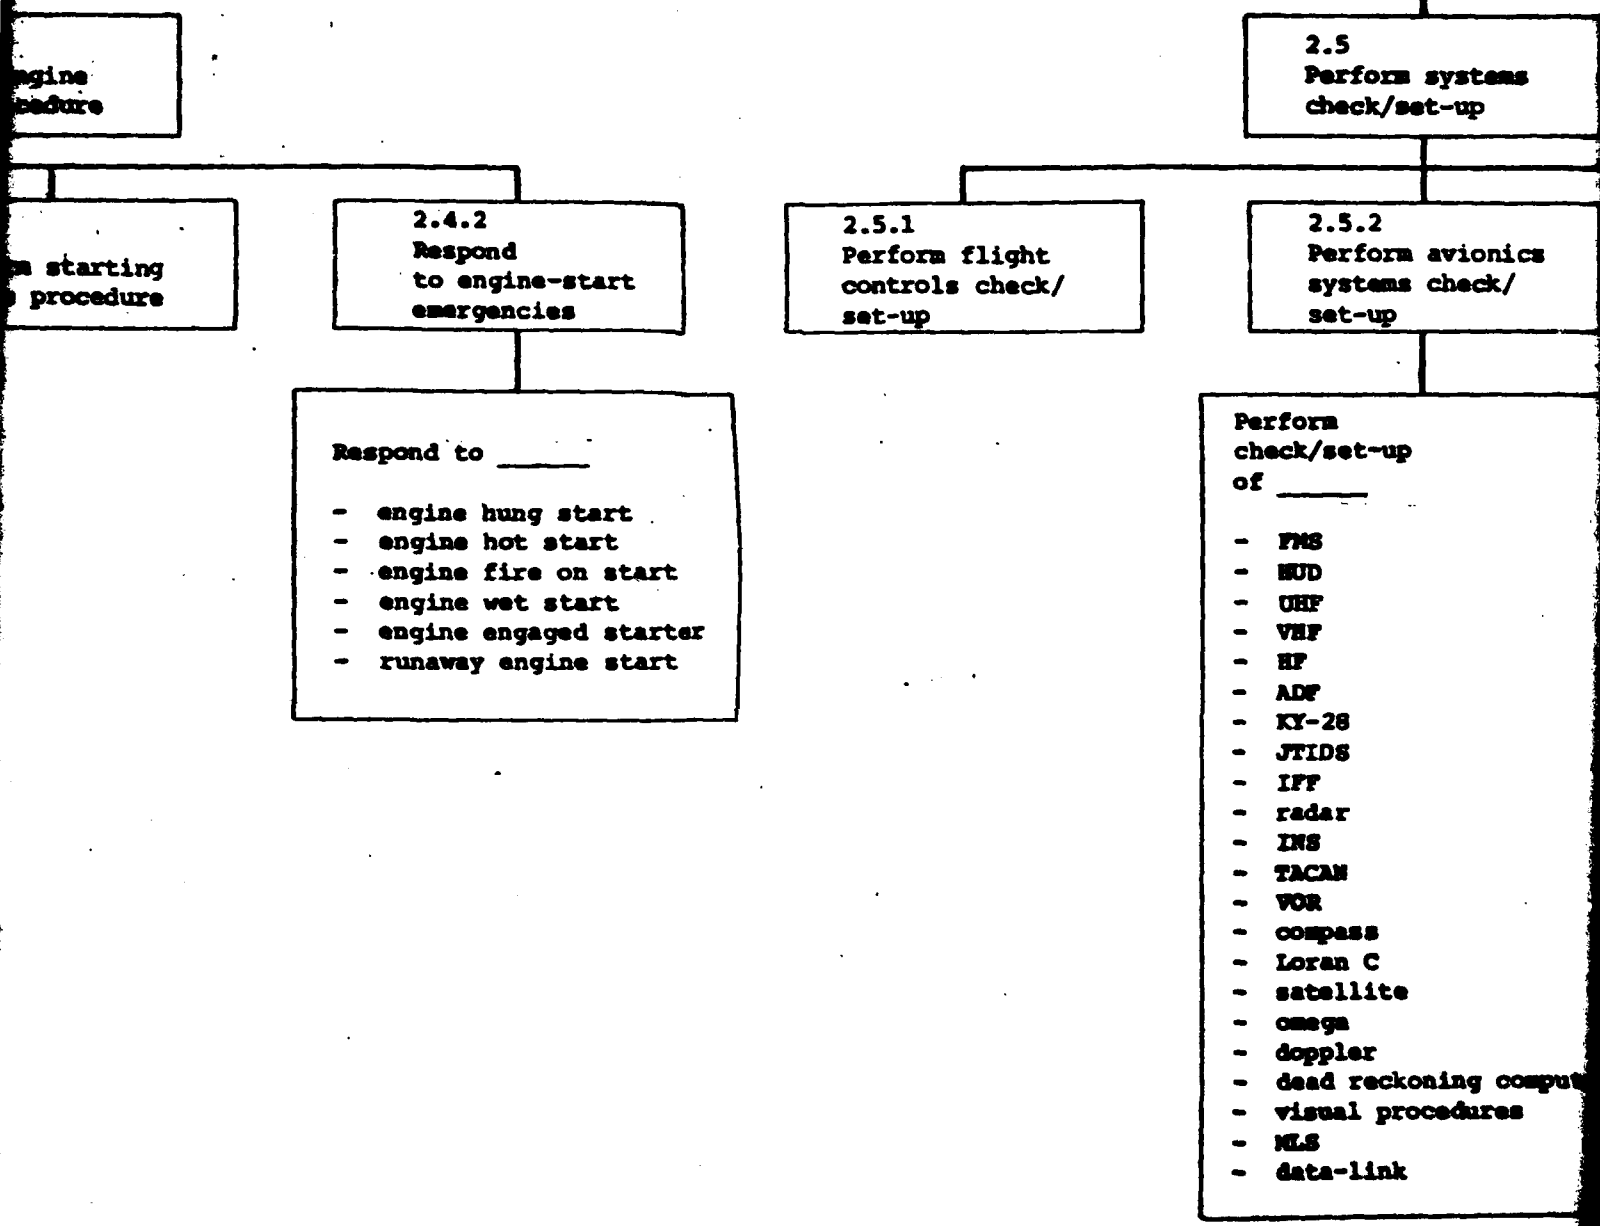 2.5
Perform systems
check/set-up
starting
procedure
2.4.2
Respond
to engine-start
emergencies
2.5.1
Perform flight
controls check/
set-up
2.5.2
Perform avionics
systems check/
set-up
Respond to ______
- engine hung start
- engine hot start
- engine fire on start
- engine wet start
- engine engaged starter
- runaway engine start
Perform
check/set-up
of ______
- FMS
- HUD
- UHF
- VHF
- HF
- ADF
- KY-28
- JTIDS
- IFF
- radar
- INS
- TACAN
- VOR
- compass
- Loran C
- satellite
- omega
- doppler
- dead reckoning
- visual procedures
- MLS
- data-link